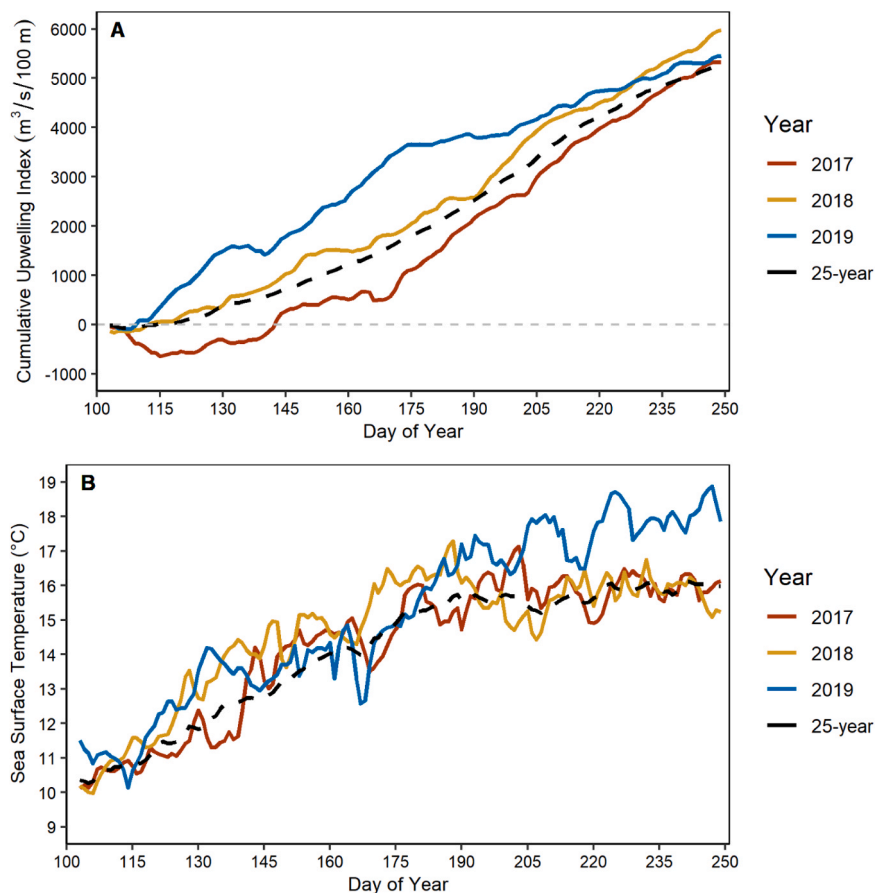 A
Cumulative Upwelling Index (m³/s/100 m)
6000
5000
4000
3000
2000
1000
0
-1000
100 115 130 145 160 175 190 205 220 235 250
Day of Year
Year
2017
2018
2019
25-year
B
Sea Surface Temperature (°C)
19
18
17
16
15
14
13
12
11
10
9
100 115 130 145 160 175 190 205 220 235 250
Day of Year
Year
2017
2018
2019
25-year